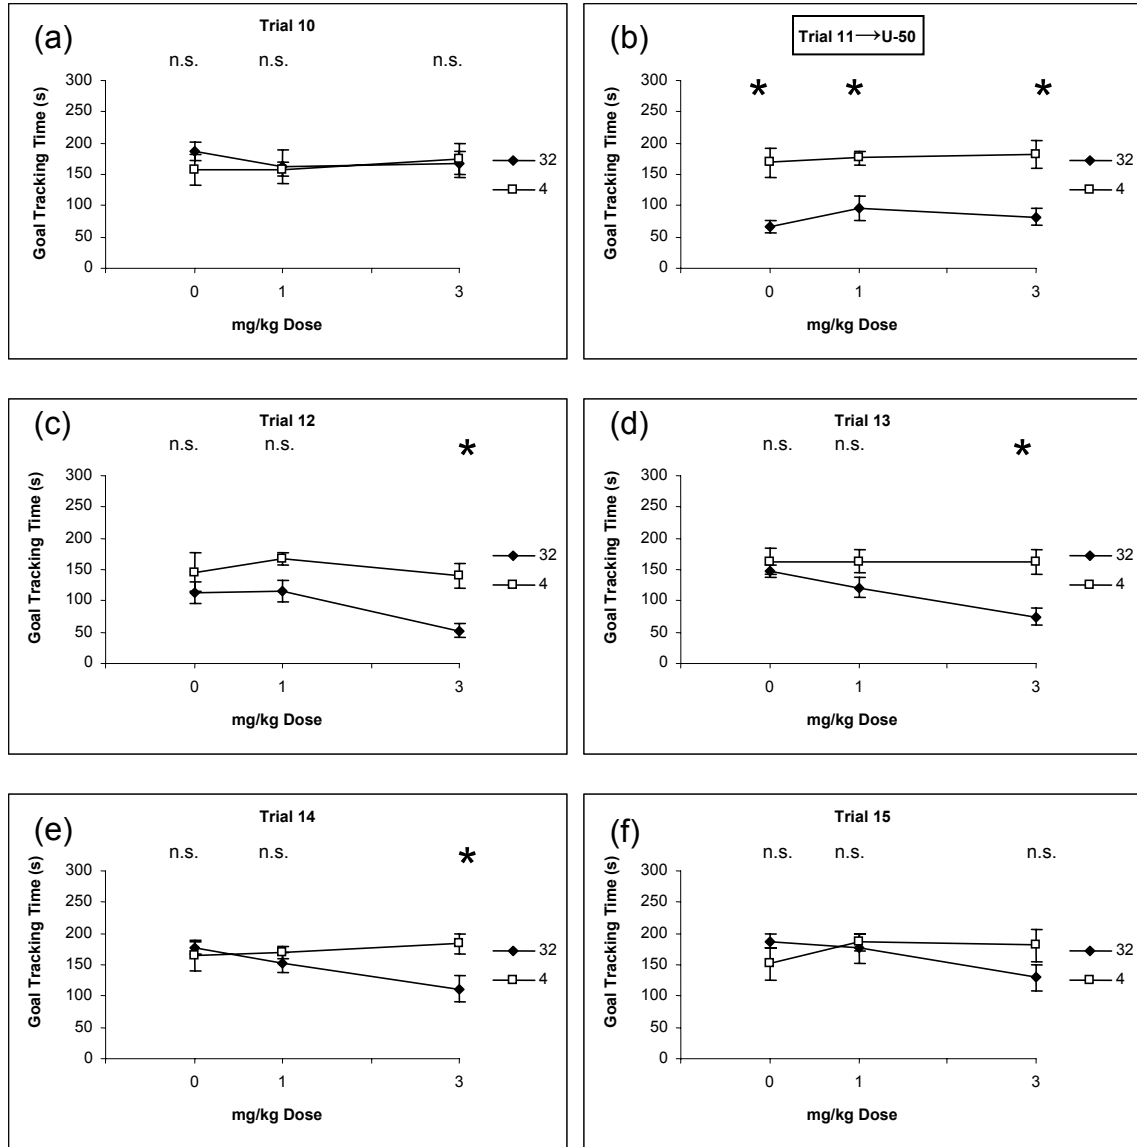 (a)
Trial 10
n.s. n.s. n.s.
Goal Tracking Time (s)
300
250
200
150
100
50
0
0 1 3
mg/kg Dose
32
4
(b)
Trial 11→U-50
* * *
Goal Tracking Time (s)
300
250
200
150
100
50
0
0 1 3
mg/kg Dose
32
4
(c)
Trial 12
n.s. n.s. *
Goal Tracking Time (s)
300
250
200
150
100
50
0
0 1 3
mg/kg Dose
32
4
(d)
Trial 13
n.s. n.s. *
Goal Tracking Time (s)
300
250
200
150
100
50
0
0 1 3
mg/kg Dose
32
4
(e)
Trial 14
n.s. n.s. *
Goal Tracking Time (s)
300
250
200
150
100
50
0
0 1 3
mg/kg Dose
32
4
(f)
Trial 15
n.s. n.s. n.s.
Goal Tracking Time (s)
300
250
200
150
100
50
0
0 1 3
mg/kg Dose
32
4